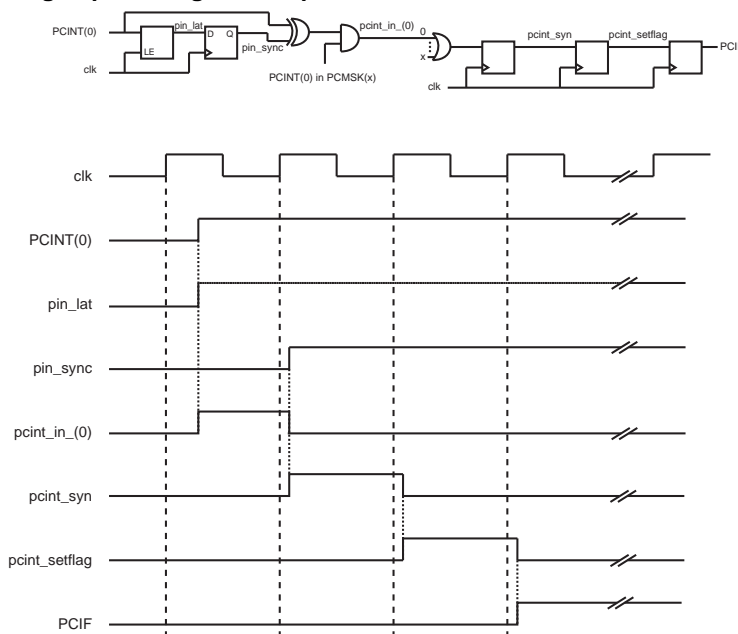 PCINT(0)
LE
clk
pin_lat
D Q
pin_sync
PCINT(0) in PCMSK(x)
pcint_in_(0)
0
x
clk
pcint_syn
pcint_setflag
PCI
clk
PCINT(0)
pin_lat
pin_sync
pcint_in_(0)
pcint_syn
pcint_setflag
PCIF